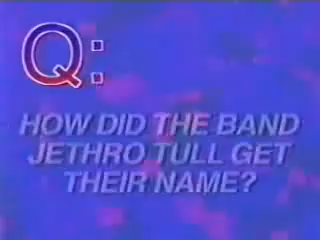 Q:
HOW DID THE BAND
JETHRO TULL GET
THEIR NAME?